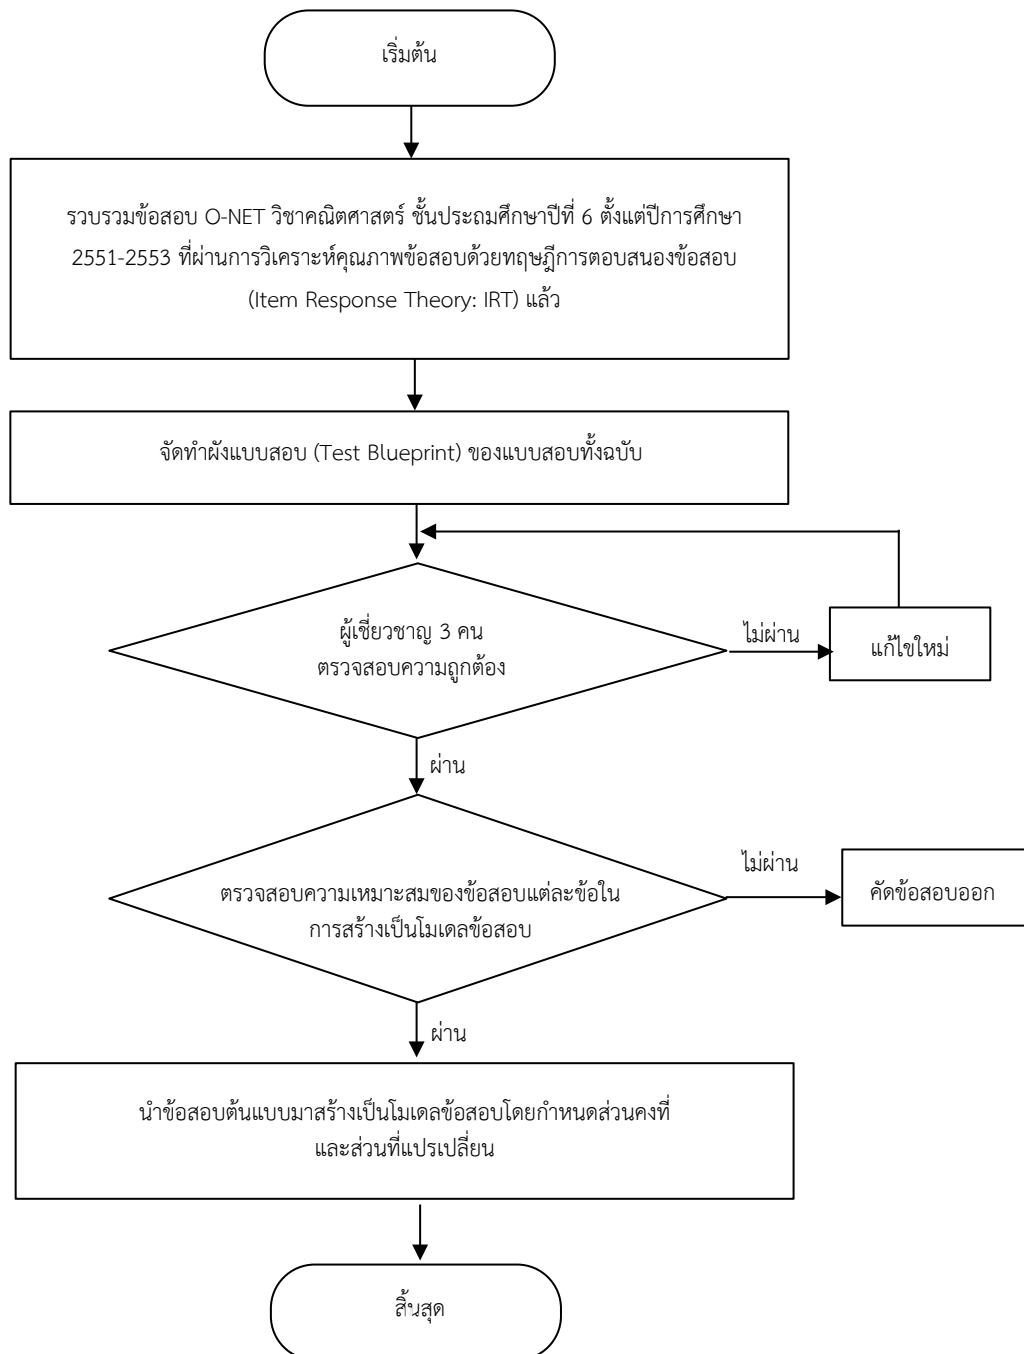 เริ่มต้น
รวบรวมข้อสอบ O-NET วิชาคณิตศาสตร์ ชั้นประถมศึกษาปีที่ 6 ตั้งแต่ปีการศึกษา
2551-2553 ที่ผ่านการวิเคราะห์คุณภาพข้อสอบด้วยทฤษฎีการตอบสนองข้อสอบ
(Item Response Theory: IRT) แล้ว
จัดทำผังแบบสอบ (Test Blueprint) ของแบบสอบทั้งฉบับ
ผู้เชี่ยวชาญ 3 คน
ตรวจสอบความถูกต้อง
ไม่ผ่าน
แก้ไขใหม่
ผ่าน
ตรวจสอบความเหมาะสมของข้อสอบแต่ละข้อใน
การสร้างเป็นโมเดลข้อสอบ
ไม่ผ่าน
คัดข้อสอบออก
ผ่าน
นำข้อสอบต้นแบบมาสร้างเป็นโมเดลข้อสอบโดยกำหนดส่วนคงที่
และส่วนที่แปรเปลี่ยน
สิ้นสุด